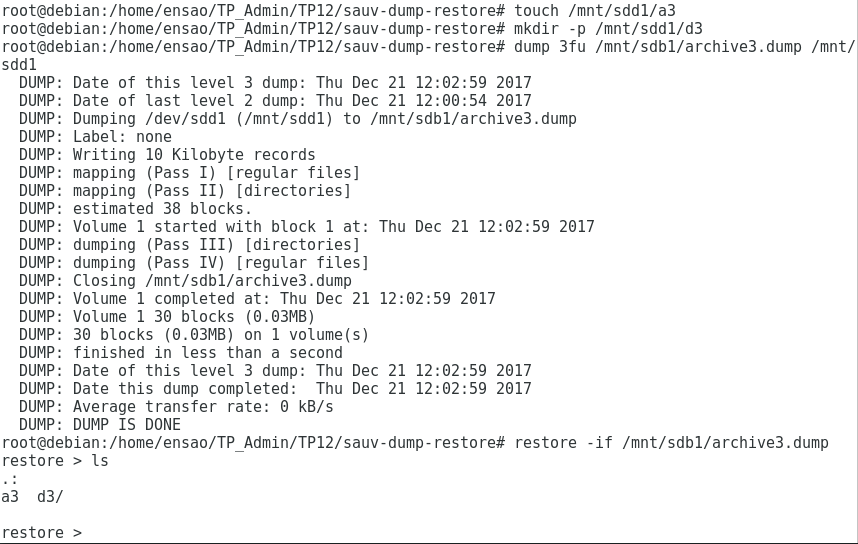 root@debian:/home/ensao/TP_Admin/TP12/sauv-dump-restore# touch /mnt/sdd1/a3
root@debian:/home/ensao/TP_Admin/TP12/sauv-dump-restore# mkdir -p /mnt/sdd1/d3
root@debian:/home/ensao/TP_Admin/TP12/sauv-dump-restore# dump 3fu /mnt/sdb1/archive3.dump /mnt/
sdd1
  DUMP: Date of this level 3 dump: Thu Dec 21 12:02:59 2017
  DUMP: Date of last level 2 dump: Thu Dec 21 12:00:54 2017
  DUMP: Dumping /dev/sdd1 (/mnt/sdd1) to /mnt/sdb1/archive3.dump
  DUMP: Label: none
  DUMP: Writing 10 Kilobyte records
  DUMP: mapping (Pass I) [regular files]
  DUMP: mapping (Pass II) [directories]
  DUMP: estimated 38 blocks.
  DUMP: Volume 1 started with block 1 at: Thu Dec 21 12:02:59 2017
  DUMP: dumping (Pass III) [directories]
  DUMP: dumping (Pass IV) [regular files]
  DUMP: Closing /mnt/sdb1/archive3.dump
  DUMP: Volume 1 completed at: Thu Dec 21 12:02:59 2017
  DUMP: Volume 1 30 blocks (0.03MB)
  DUMP: 30 blocks (0.03MB) on 1 volume(s)
  DUMP: finished in less than a second
  DUMP: Date of this level 3 dump: Thu Dec 21 12:02:59 2017
  DUMP: Date this dump completed:  Thu Dec 21 12:02:59 2017
  DUMP: Average transfer rate: 0 kB/s
  DUMP: DUMP IS DONE
root@debian:/home/ensao/TP_Admin/TP12/sauv-dump-restore# restore -if /mnt/sdb1/archive3.dump
restore > ls
.:
a3  d3/

restore >